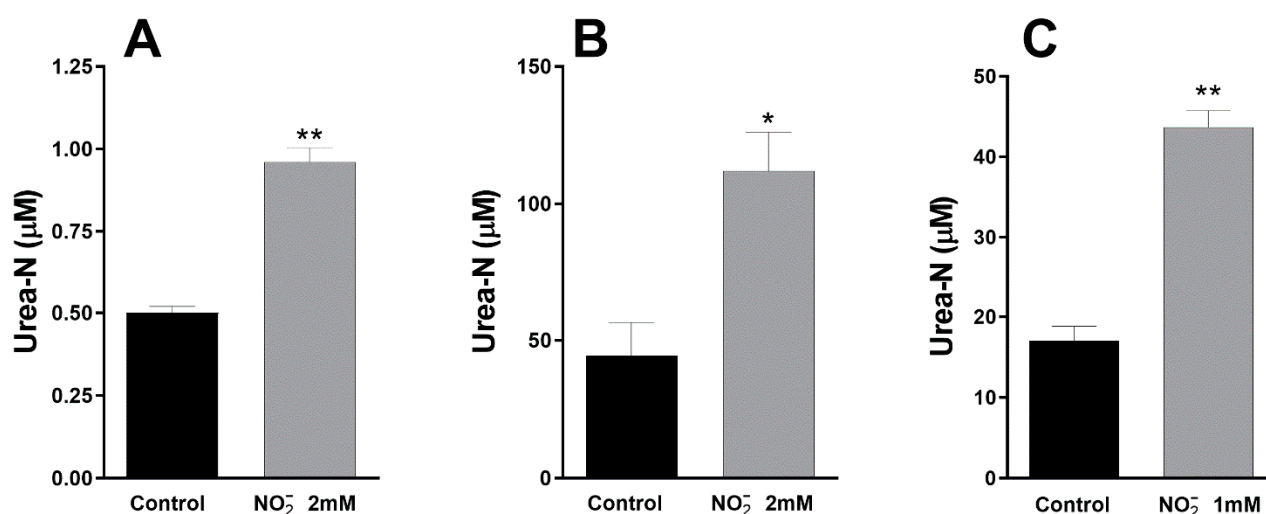 A
Urea-N (μM)
1.25
1.00
0.75
0.50
0.25
0.00
**
Control
NO₂⁻ 2mM
B
Urea-N (μM)
150
100
50
0
*
Control
NO₂⁻ 2mM
C
Urea-N (μM)
50
40
30
20
10
0
**
Control
NO₂⁻ 1mM